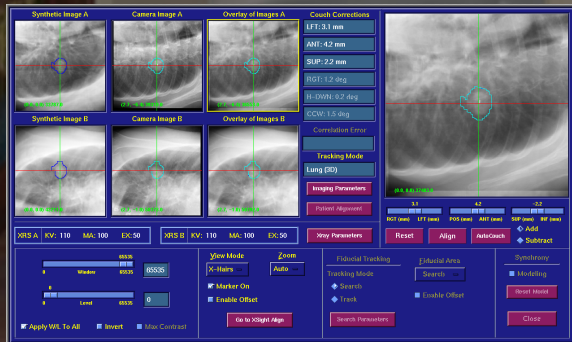 Synthetic Image A
Camera Image A
Overlay of Images A
Couch Corrections
LFT: 3.1 mm
ANT: 4.2 mm
SUP: 2.2 mm
RGT: 1.2 deg
H-DWN: 0.2 deg
CCW: 1.5 deg
Correlation Error
Synthetic Image B
Camera Image B
Overlay of Images B
Tracking Mode
Lung (3D)
Imaging Parameters
Patient Alignment
XRS A KV: 110 MA: 100 EX: 50
XRS B KV: 110 MA: 100 EX: 50
Xray Parameters
3.1 4.2 -2.2
RGT (mm) LFT (mm) POS (mm) ANT (mm) SUP (mm) INF (mm)
Reset
Align
AutoCouch
Add
Subtract
65535
0 Window 65535
65535
0
0 Level 65535
0
Apply W/L To All
Invert
Max Contrast
View Mode
X-Hairs
Zoom
Auto
Marker On
Enable Offset
Go to XSight Align
Fiducial Tracking
Tracking Mode
Search
Track
Search Parameters
Fiducial Area
Search
Enable Offset
Synchrony
Modeling
Reset Model
Close